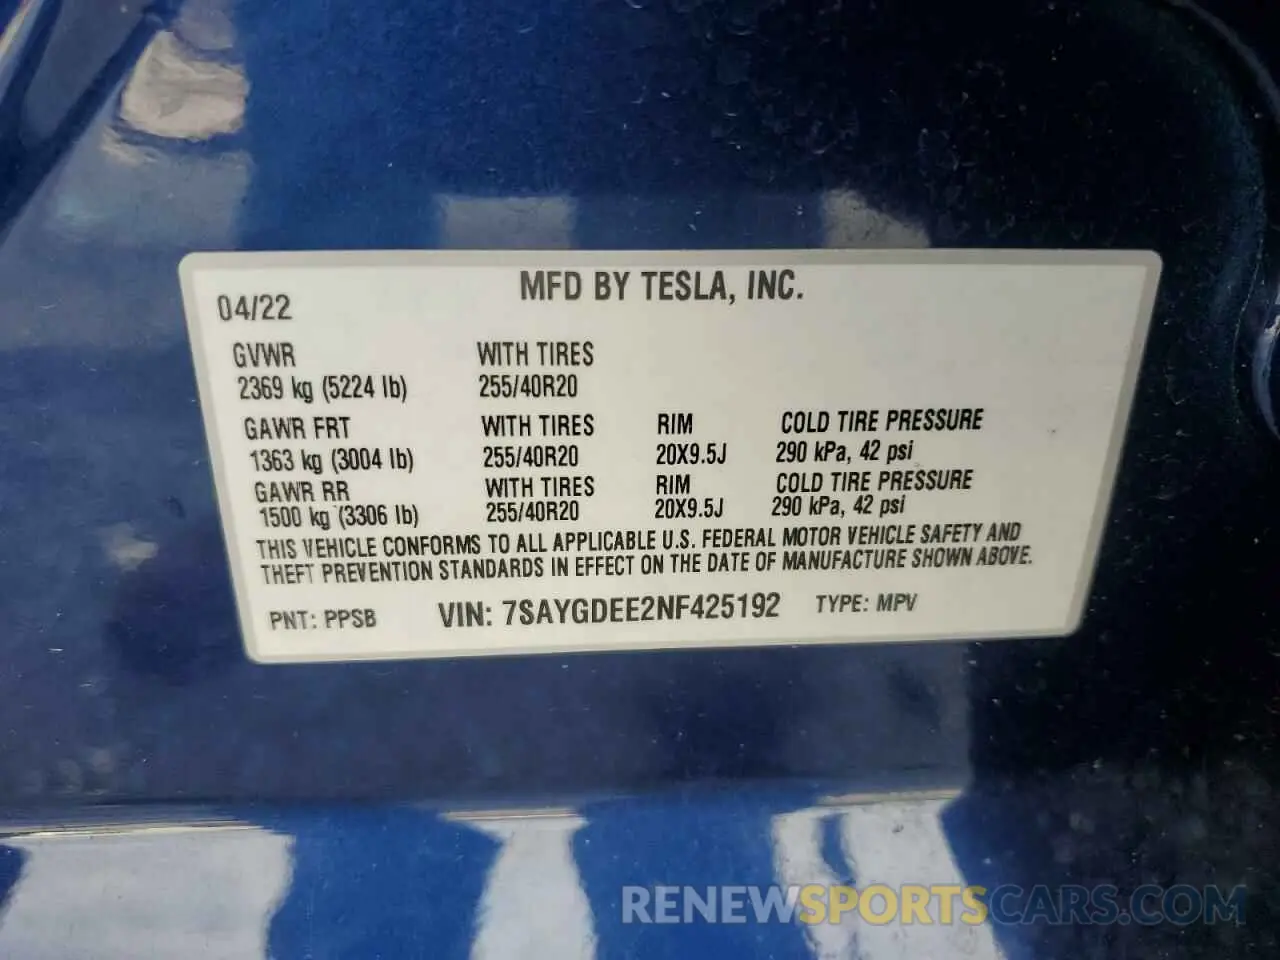 MFD BY TESLA, INC.
04/22
GVWR WITH TIRES
2369 kg (5224 lb) 255/40R20
GAWR FRT WITH TIRES RIM COLD TIRE PRESSURE
1363 kg (3004 lb) 255/40R20 20X9.5J 290 kPa, 42 psi
GAWR RR WITH TIRES RIM COLD TIRE PRESSURE
1500 kg (3306 lb) 255/40R20 20X9.5J 290 kPa, 42 psi
THIS VEHICLE CONFORMS TO ALL APPLICABLE U.S. FEDERAL MOTOR VEHICLE SAFETY AND
THEFT PREVENTION STANDARDS IN EFFECT ON THE DATE OF MANUFACTURE SHOWN ABOVE.
PNT: PPSB VIN: 7SAYGDEE2NF425192 TYPE: MPV
RENEWSPORTSCARS.COM